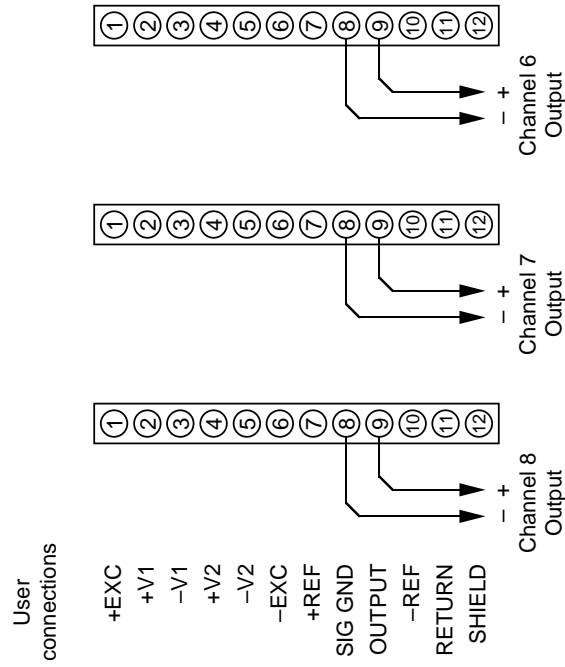 1 2 3 4 5 6 7 8 9 10 11 12
– +
Channel 6
Output
1 2 3 4 5 6 7 8 9 10 11 12
– +
Channel 7
Output
1 2 3 4 5 6 7 8 9 10 11 12
– +
Channel 8
Output
User
connections
+EXC
+V1
–V1
+V2
–V2
–EXC
+REF
SIG GND
OUTPUT
–REF
RETURN
SHIELD